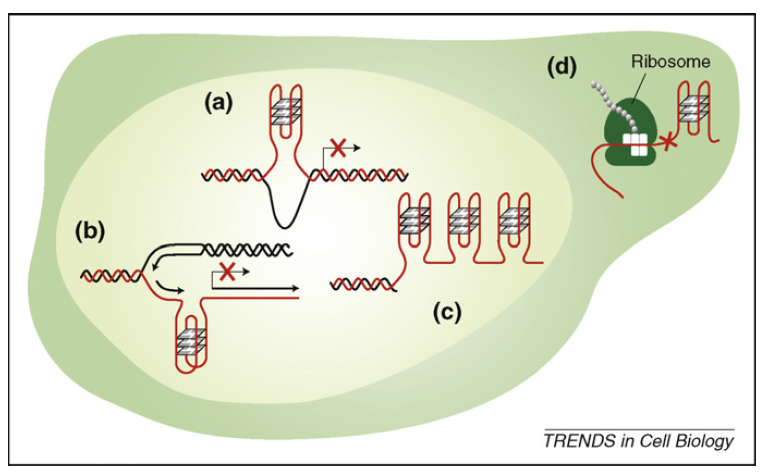 (a)
(d)
Ribosome
(b)
(c)
TRENDS in Cell Biology